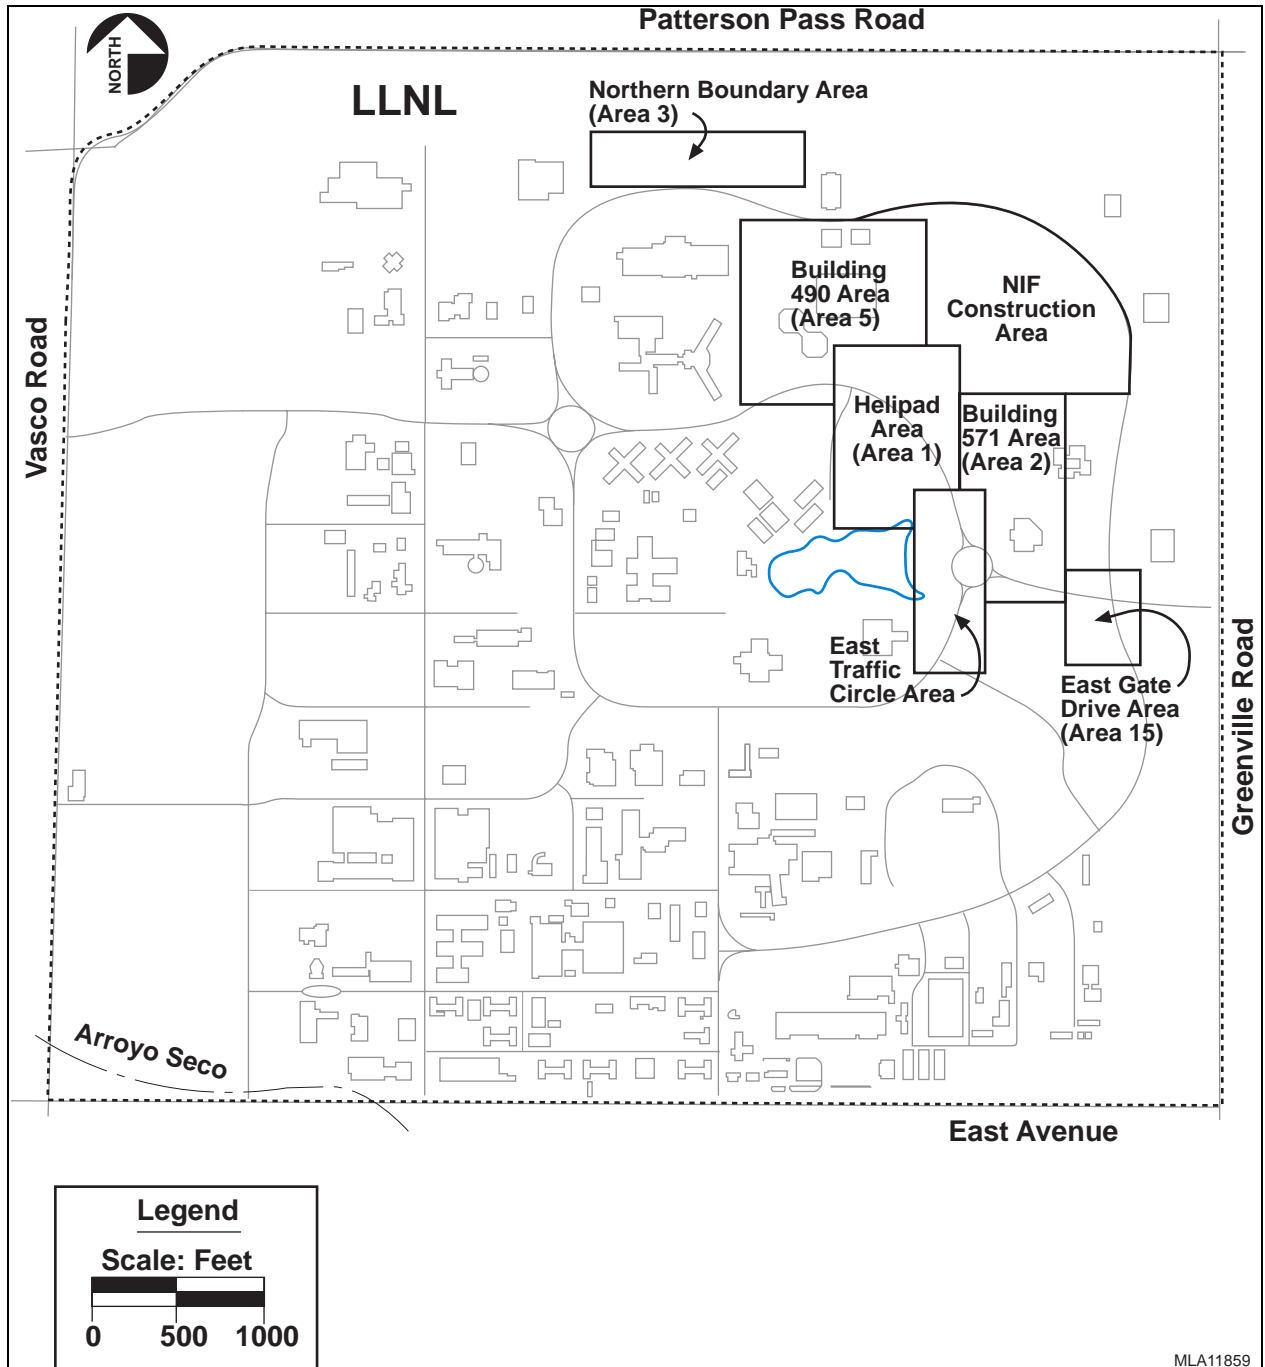 Patterson Pass Road
NORTH
LLNL
Northern Boundary Area
(Area 3)
Building
490 Area
(Area 5)
NIF
Construction
Area
Vasco Road
Helipad
Area
(Area 1)
Building
571 Area
(Area 2)
East
Traffic
Circle Area
East Gate
Drive Area
(Area 15)
Greenville Road
Arroyo Seco
East Avenue
Legend
Scale: Feet
0 500 1000
MLA11859